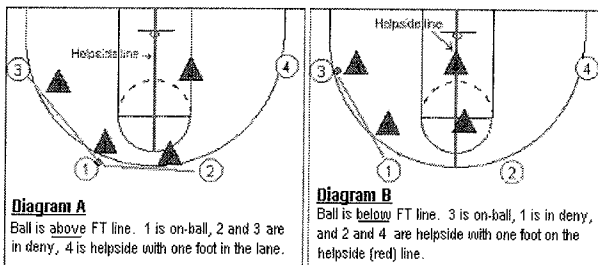 Helpside line
3
4
1
2
Diagram A
Ball is above FT line. 1 is on-ball, 2 and 3 are
in deny, 4 is helpside with one foot in the lane.
Helpside line
3
4
1
2
Diagram B
Ball is below FT line. 3 is on-ball, 1 is in deny,
and 2 and 4 are helpside with one foot on the
helpside (red) line.